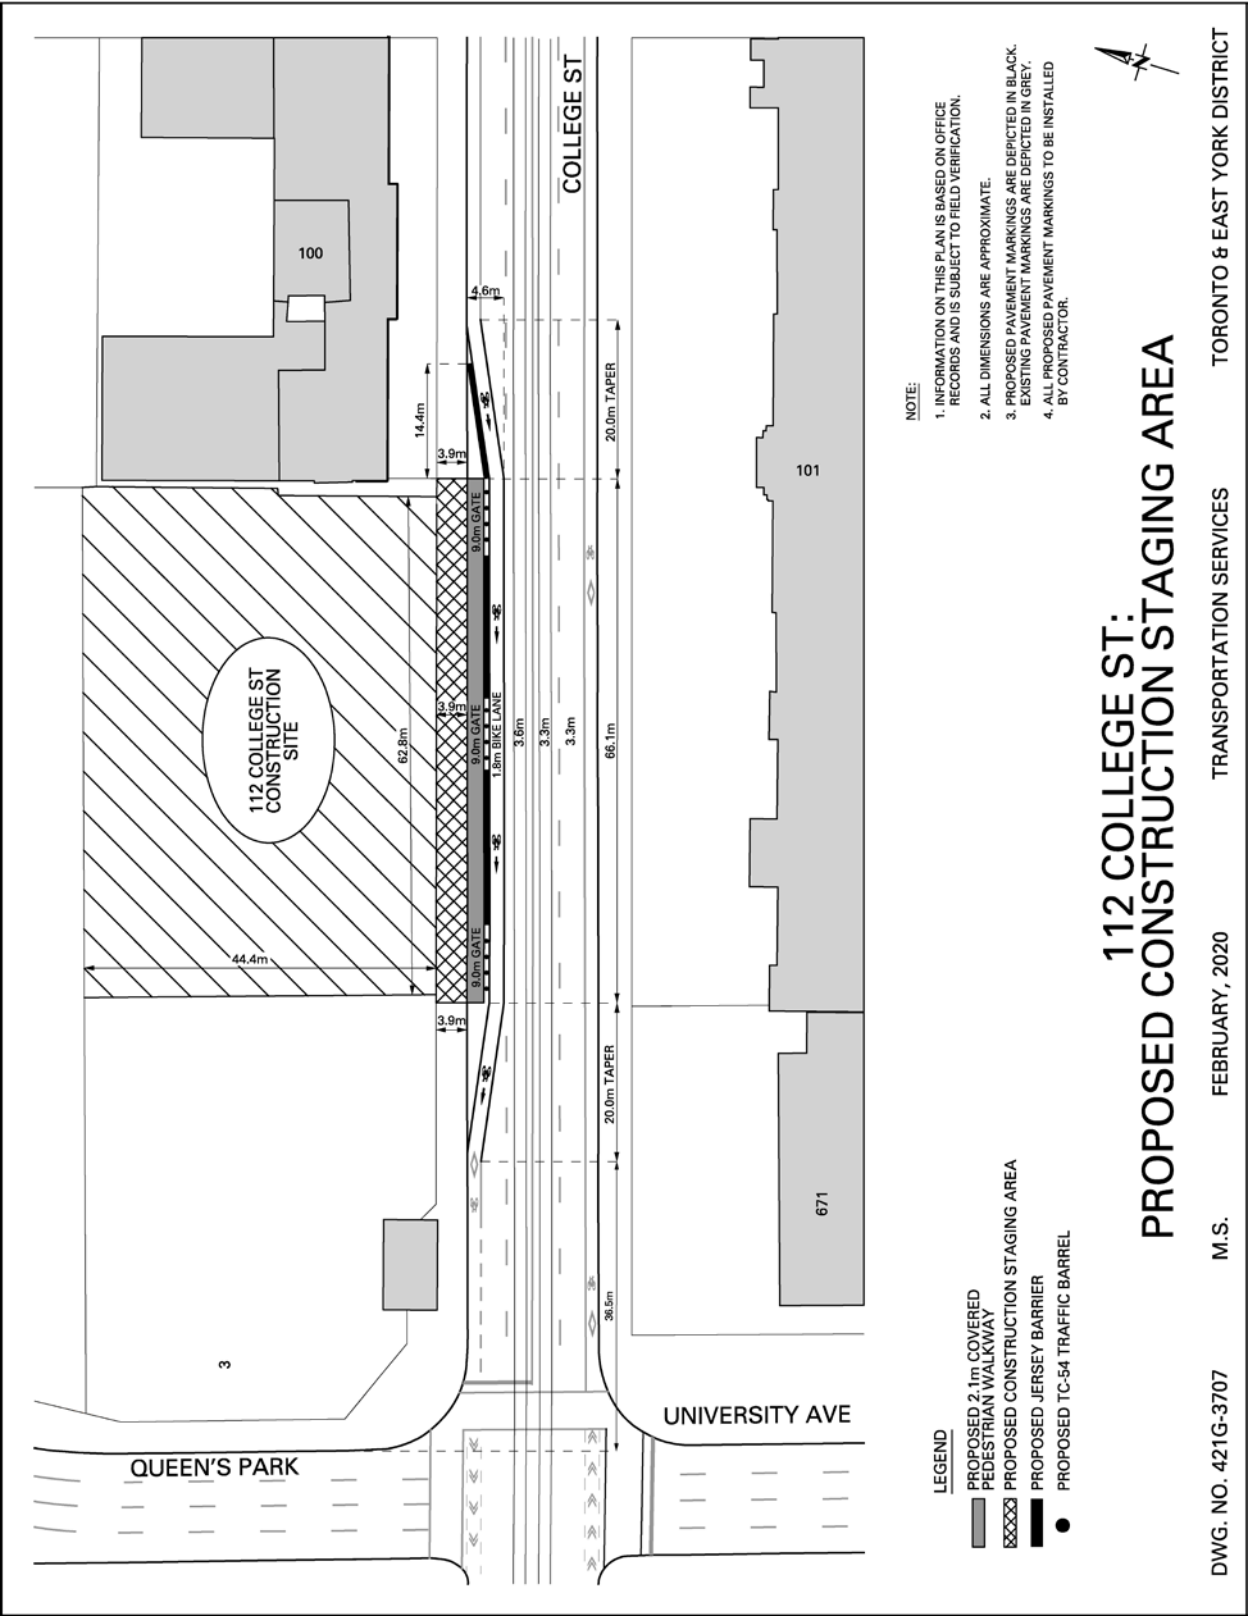 QUEEN'S PARK
UNIVERSITY AVE
COLLEGE ST
3
671
101
100
112 COLLEGE ST
CONSTRUCTION
SITE
44.4m
62.8m
3.9m
3.9m
3.9m
14.4m
4.6m
9.0m GATE
9.0m GATE
9.0m GATE
1.8m BIKE LANE
3.6m
3.3m
3.3m
36.5m
20.0m TAPER
66.1m
20.0m TAPER
LEGEND
PROPOSED 2.1m COVERED
PEDESTRIAN WALKWAY
PROPOSED CONSTRUCTION STAGING AREA
PROPOSED JERSEY BARRIER
PROPOSED TC-54 TRAFFIC BARREL
NOTE:
1. INFORMATION ON THIS PLAN IS BASED ON OFFICE
RECORDS AND IS SUBJECT TO FIELD VERIFICATION.
2. ALL DIMENSIONS ARE APPROXIMATE.
3. PROPOSED PAVEMENT MARKINGS ARE DEPICTED IN BLACK.
EXISTING PAVEMENT MARKINGS ARE DEPICTED IN GREY.
4. ALL PROPOSED PAVEMENT MARKINGS TO BE INSTALLED
BY CONTRACTOR.
N
112 COLLEGE ST:
PROPOSED CONSTRUCTION STAGING AREA
DWG. NO. 421G-3707 M.S. FEBRUARY, 2020 TRANSPORTATION SERVICES TORONTO & EAST YORK DISTRICT